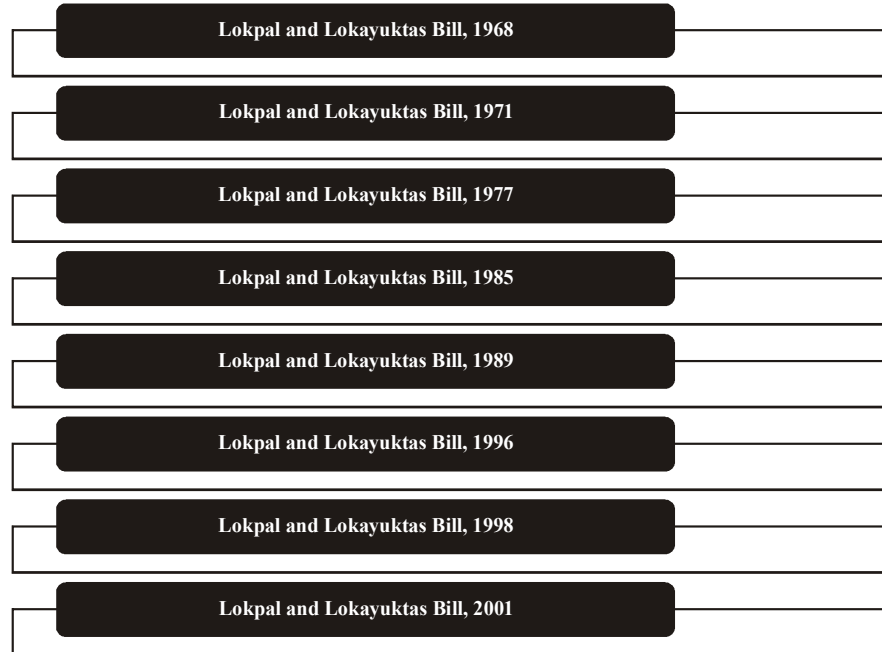 Lokpal and Lokayuktas Bill, 1968
Lokpal and Lokayuktas Bill, 1971
Lokpal and Lokayuktas Bill, 1977
Lokpal and Lokayuktas Bill, 1985
Lokpal and Lokayuktas Bill, 1989
Lokpal and Lokayuktas Bill, 1996
Lokpal and Lokayuktas Bill, 1998
Lokpal and Lokayuktas Bill, 2001